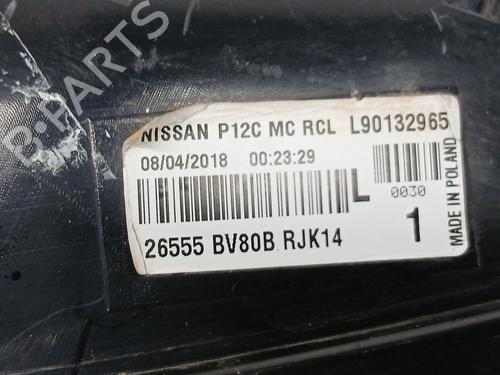 B-PARTS
NISSAN P12C MC RCL L90132965
08/04/2018 00:23:29
L
0030
26555 BV80B RJK14
1
MADE IN POLAND